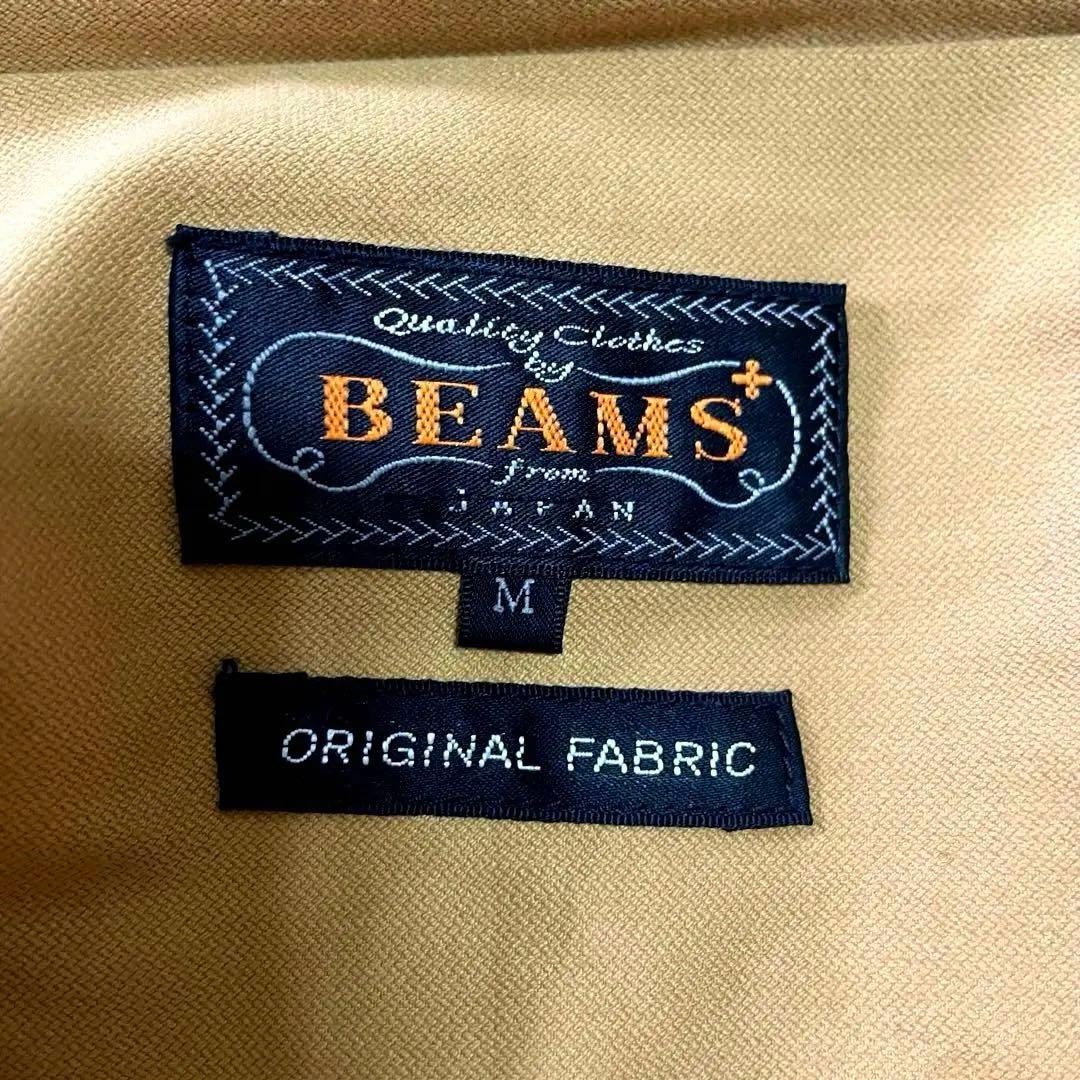 Quality Clothes
by
BEAMS+
from
JAPAN
M
ORIGINAL FABRIC